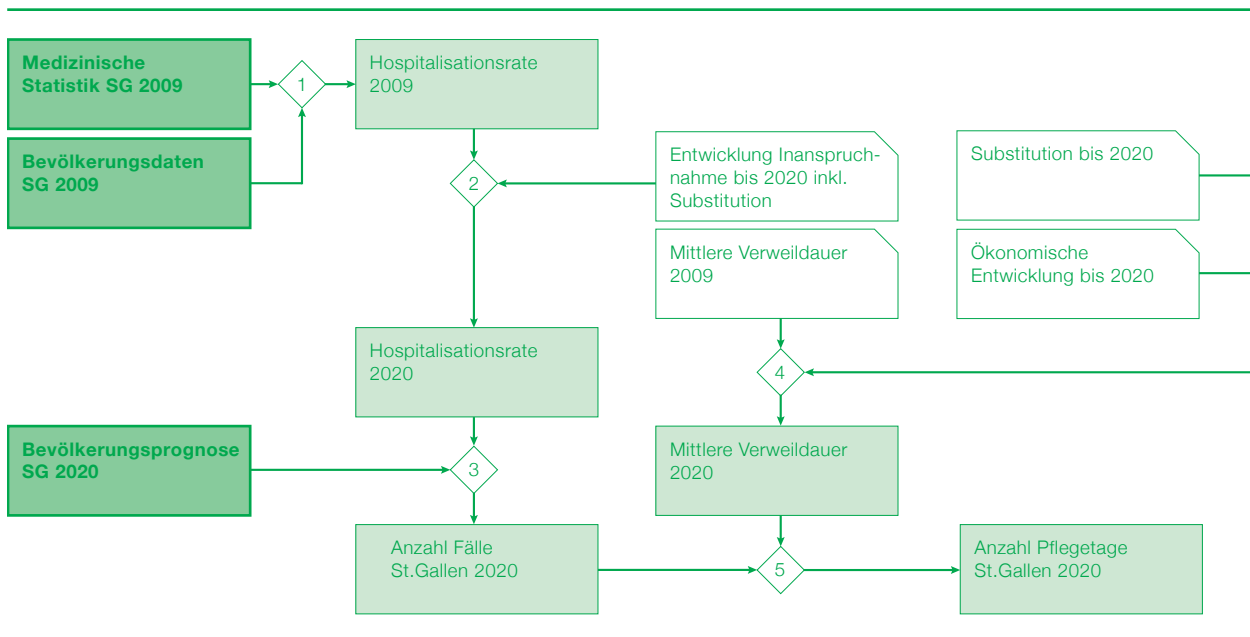 Medizinische
Statistik SG 2009
1
Hospitalisationsrate
2009
Bevölkerungsdaten
SG 2009
2
Entwicklung Inanspruch-
nahme bis 2020 inkl.
Substitution
Substitution bis 2020
Mittlere Verweildauer
2009
Ökonomische
Entwicklung bis 2020
Hospitalisationsrate
2020
4
Bevölkerungsprognose
SG 2020
3
Mittlere Verweildauer
2020
Anzahl Fälle
St.Gallen 2020
5
Anzahl Pflegetage
St.Gallen 2020